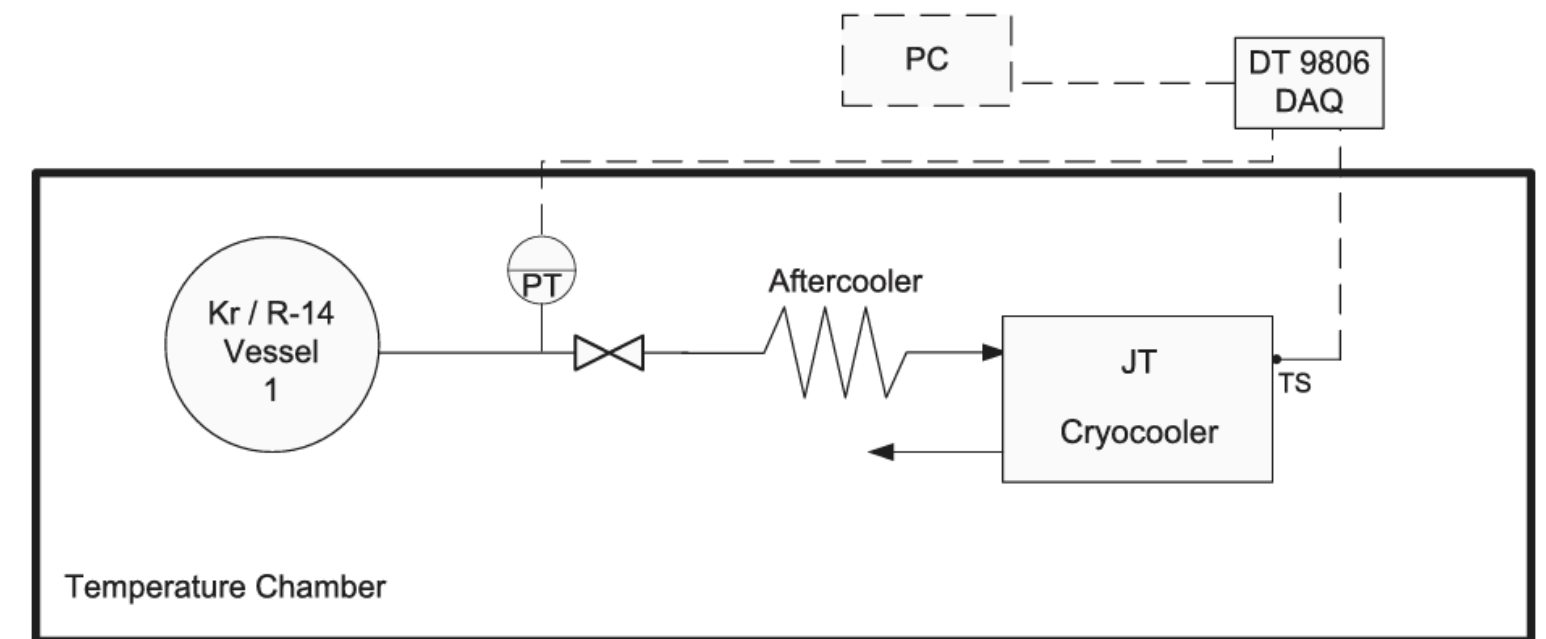 PC
DT 9806
DAQ
PT
Aftercooler
Kr / R-14
Vessel
1
JT
Cryocooler
TS
Temperature Chamber